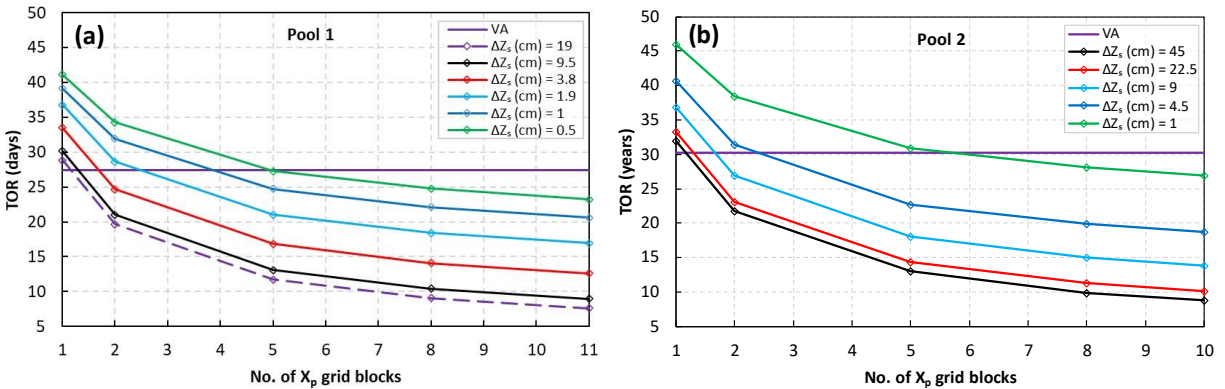 (a)
Pool 1
VA
ΔZₛ (cm) = 19
ΔZₛ (cm) = 9.5
ΔZₛ (cm) = 3.8
ΔZₛ (cm) = 1.9
ΔZₛ (cm) = 1
ΔZₛ (cm) = 0.5
TOR (days)
50
45
40
35
30
25
20
15
10
5
1 2 3 4 5 6 7 8 9 10 11
No. of Xₚ grid blocks
(b)
Pool 2
VA
ΔZₛ (cm) = 45
ΔZₛ (cm) = 22.5
ΔZₛ (cm) = 9
ΔZₛ (cm) = 4.5
ΔZₛ (cm) = 1
TOR (years)
50
45
40
35
30
25
20
15
10
5
1 2 3 4 5 6 7 8 9 10
No. of Xₚ grid blocks